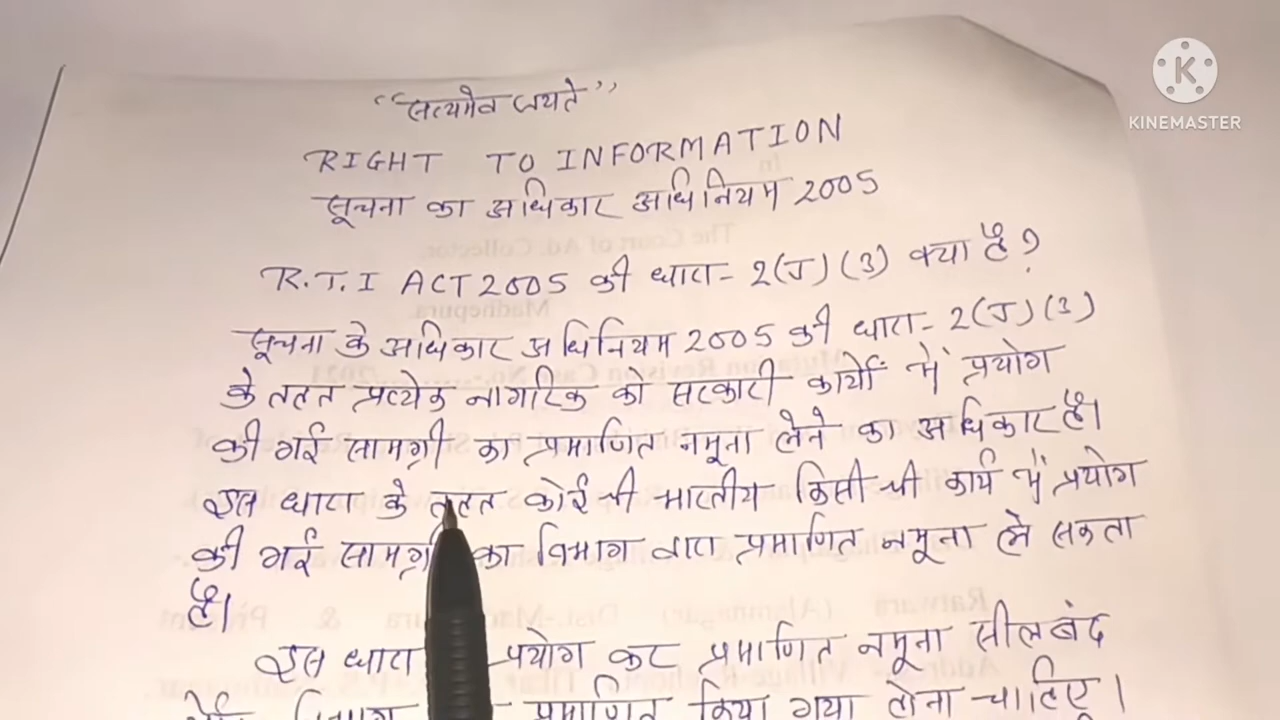 "सत्यमेव जयते"
RIGHT TO INFORMATION
सूचना का अधिकार अधिनियम 2005
R.T.I ACT 2005 की धारा- 2(J)(3) क्या है?
सूचना के अधिकार अधिनियम 2005 की धारा- 2(J)(3)
के तहत प्रत्येक नागरिक को सरकारी कार्यो में प्रयोग
की गई सामग्री का प्रमाणित नमूना लेने का अधिकार है।
इस धारा के तहत कोई भी भारतीय किसी भी कार्य में प्रयोग
की गई सामग्री का विभाग द्वारा प्रमाणित नमूना ले सकता
है।
इस धारा प्रयोग कर प्रमाणित नमूना सीलबंद
प्रमाणित किया गया होना चाहिए।
K
KINEMASTER